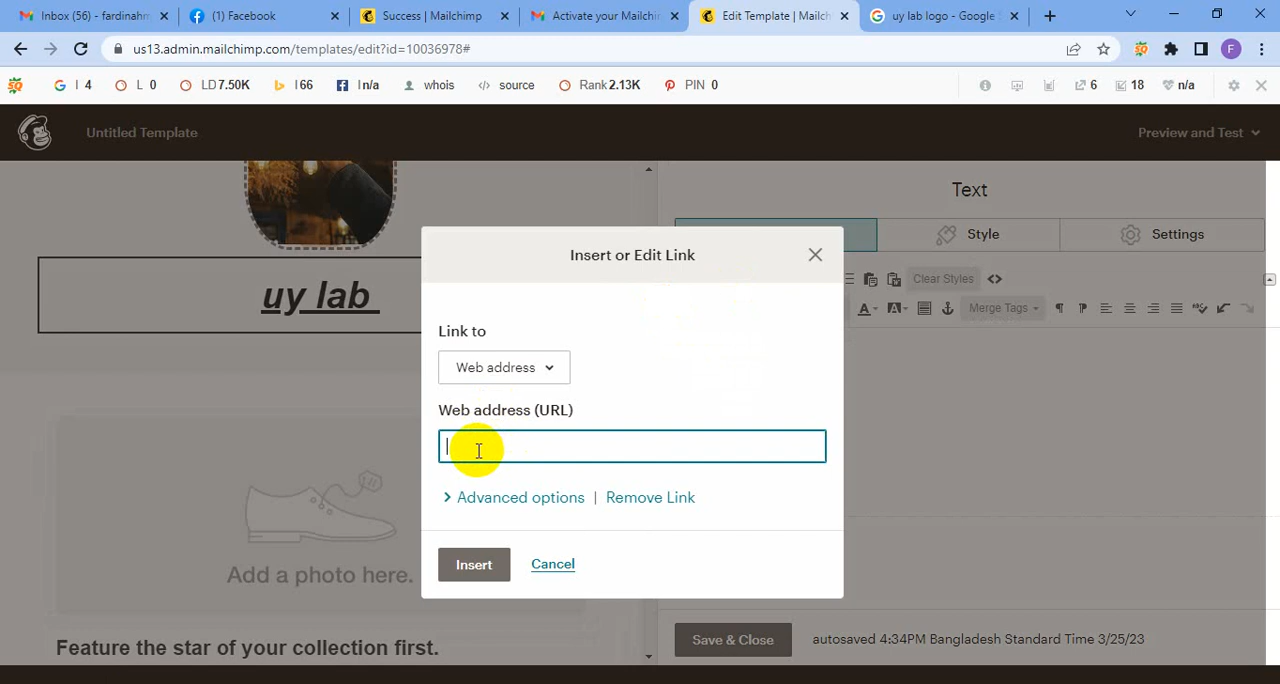 Inbox (56) - fardinahm
(1) Facebook
Success | Mailchimp
Activate your Mailchim
Edit Template | Mailch
uy lab logo - Google S
us13.admin.mailchimp.com/templates/edit?id=10036978#
F
SQ
I 4
L 0
LD 7.50K
I 66
I n/a
whois
source
Rank 2.13K
PIN 0
6
18
n/a
Untitled Template
Preview and Test
Text
Style
Settings
Clear Styles
Merge Tags
uy lab
Insert or Edit Link
Link to
Web address
Web address (URL)
Advanced options | Remove Link
Insert
Cancel
Add a photo here.
Feature the star of your collection first.
Save & Close
autosaved 4:34PM Bangladesh Standard Time 3/25/23